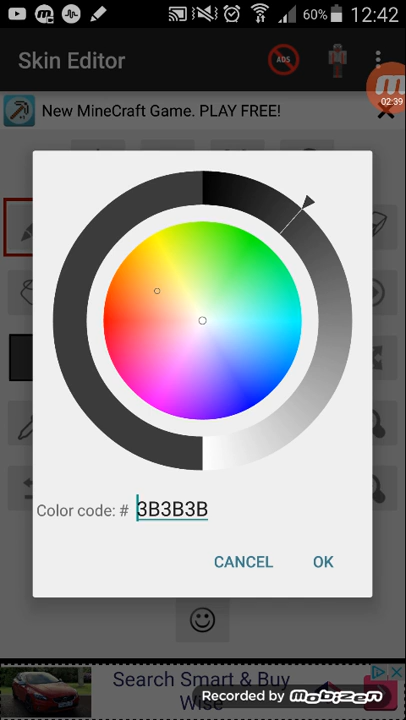 60% 12:42
Skin Editor
ADS
02:39
New MineCraft Game. PLAY FREE!
Color code: # 3B3B3B
CANCEL OK
Search Smart & Buy
Wise
Recorded by Mobizen